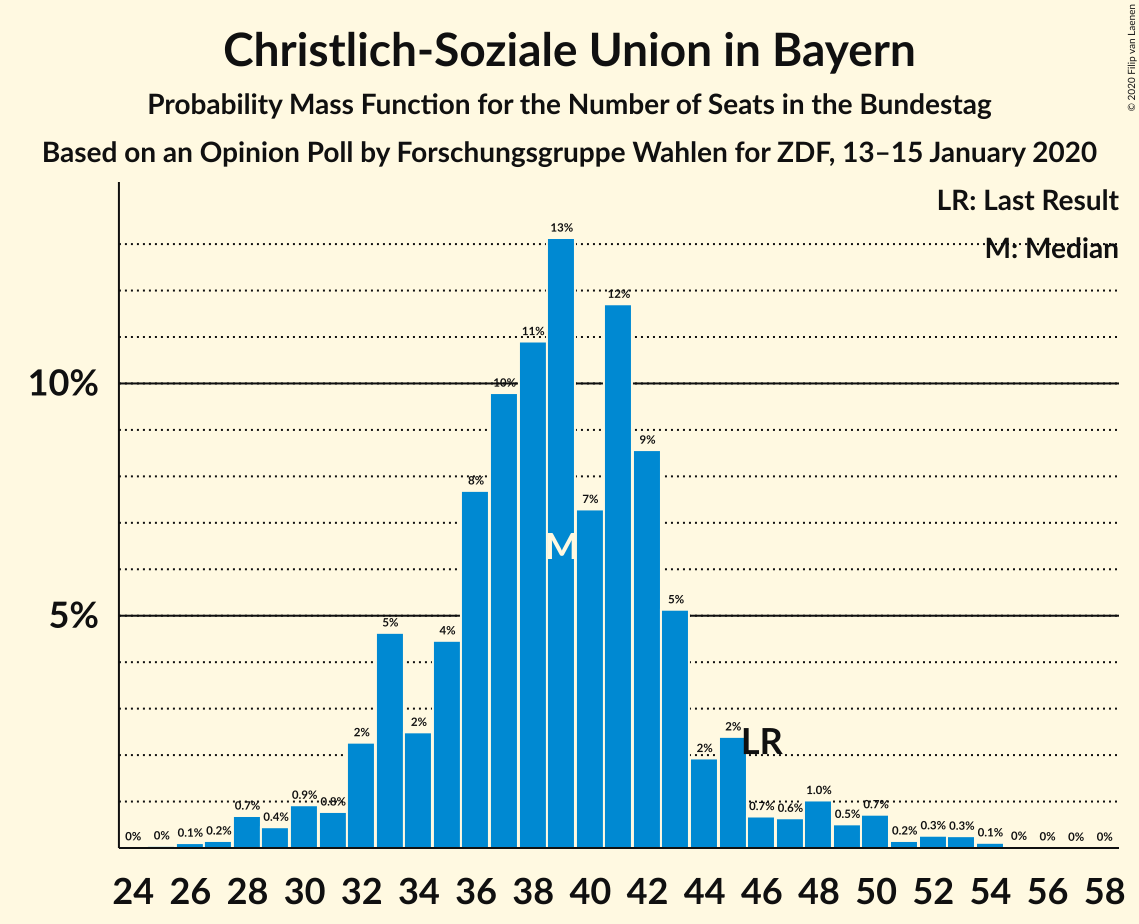 Christlich-Soziale Union in Bayern
Probability Mass Function for the Number of Seats in the Bundestag
Based on an Opinion Poll by Forschungsgruppe Wahlen for ZDF, 13–15 January 2020
© 2020 Filip van Laenen
LR: Last Result
M: Median
10%
5%
0% 0% 0.1% 0.2% 0.7% 0.4% 0.9% 0.8% 2% 5% 2% 4% 8% 10% 11% 13% 7% 12% 9% 5% 2% 2% 0.7% 0.6% 1.0% 0.5% 0.7% 0.2% 0.3% 0.3% 0.1% 0% 0% 0% 0%
M
LR
24 26 28 30 32 34 36 38 40 42 44 46 48 50 52 54 56 58